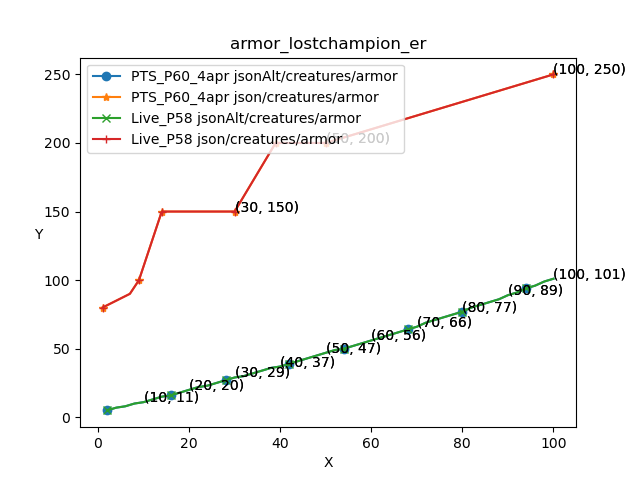 armor_lostchampion_er
PTS_P60_4apr jsonAlt/creatures/armor
PTS_P60_4apr json/creatures/armor
Live_P58 jsonAlt/creatures/armor
Live_P58 json/creatures/armor
(100, 250)
(50, 200)
(30, 150)
(100, 101)
(90, 89)
(80, 77)
(70, 66)
(60, 56)
(50, 47)
(40, 37)
(30, 29)
(20, 20)
(10, 11)
250
200
150
100
50
0
Y
0 20 40 60 80 100
X